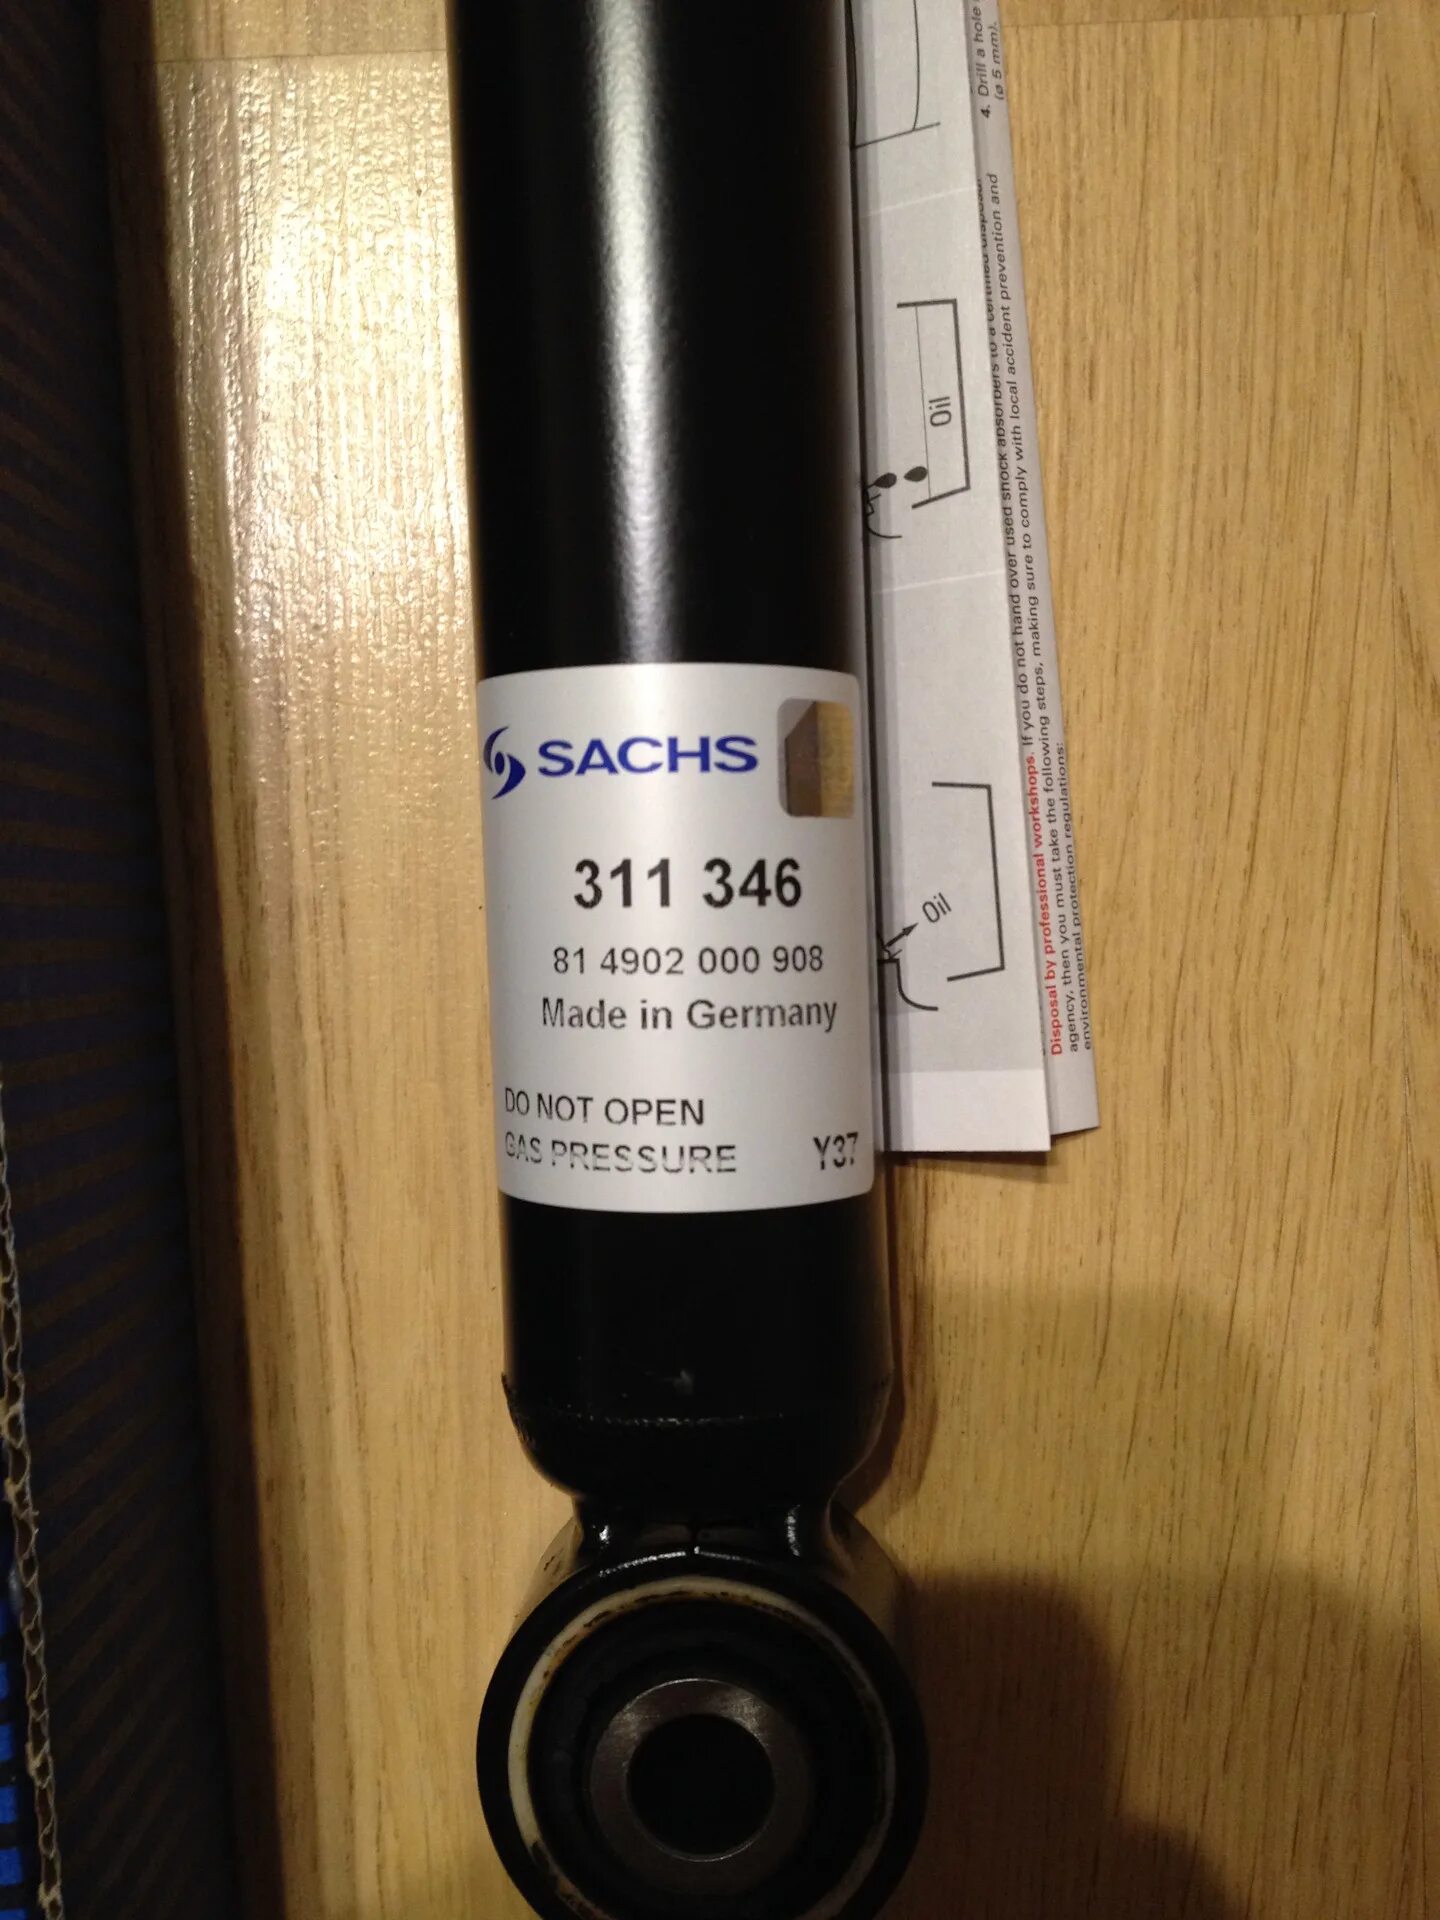 SACHS
311 346
81 4902 000 908
Made in Germany
DO NOT OPEN
GAS PRESSURE Y37
4. Drill a hole
(ø 5 mm).
Oil
Oil
Disposal by professional workshops. If you do not hand over used shock absorbers to a certified disposal
agency, then you must take the following steps, making sure to comply with local accident prevention and
environmental protection regulations: